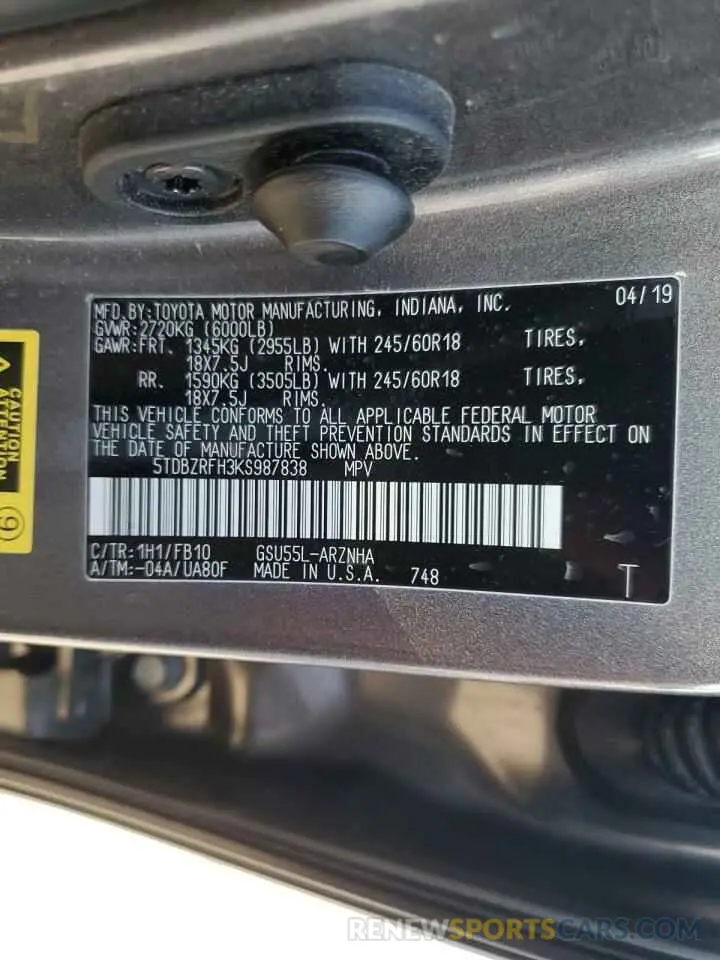 MFD.BY:TOYOTA MOTOR MANUFACTURING, INDIANA, INC. 04/19
GVWR:2720KG (6000LB)
GAWR:FRT. 1345KG (2955LB) WITH 245/60R18 TIRES,
18X7.5J RIMS.
RR. 1590KG (3505LB) WITH 245/60R18 TIRES,
18X7.5J RIMS.
THIS VEHICLE CONFORMS TO ALL APPLICABLE FEDERAL MOTOR
VEHICLE SAFETY AND THEFT PREVENTION STANDARDS IN EFFECT ON
THE DATE OF MANUFACTURE SHOWN ABOVE.
5TDBZRFH3KS987838 MPV
C/TR:1H1/FB10 GSU55L-ARZNHA
A/TM:-04A/UA80F MADE IN U.S.A. 748 T
CAUTION
ATTENTION
9
RENEWSPORTSCARS.COM